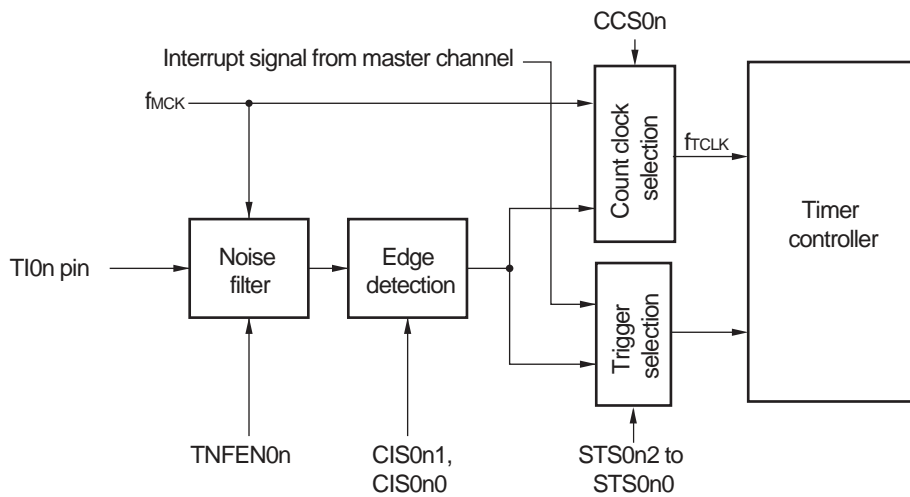 CCS0n
Interrupt signal from master channel
fMCK
Count clock
selection
fTCLK
Timer
controller
TI0n pin
Noise
filter
Edge
detection
Trigger
selection
TNFEN0n
CIS0n1,
CIS0n0
STS0n2 to
STS0n0